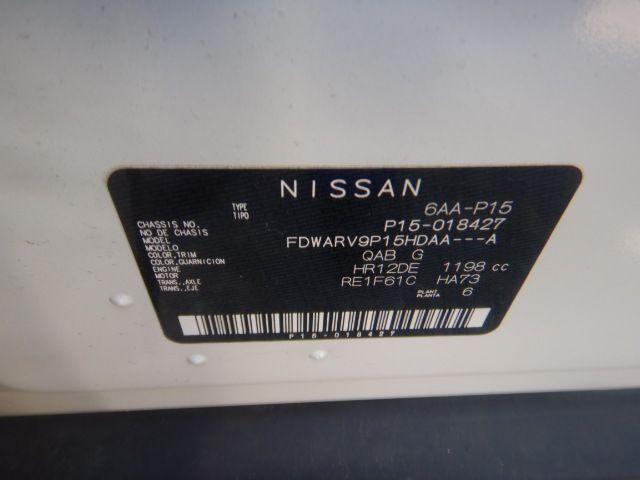 NISSAN
TYPE 6AA-P15
TIPO
CHASSIS NO. P15-018427
NO DE CHASIS
MODEL FDWARV9P15HDAA---A
MODELO
COLOR,TRIM QAB G
COLOR,GUARNICION
ENGINE HR12DE 1198 cc
MOTOR
TRANS.,AXLE RE1F61C HA73
TRANS.,EJE PLANT 6
PLANTA
P15-018427